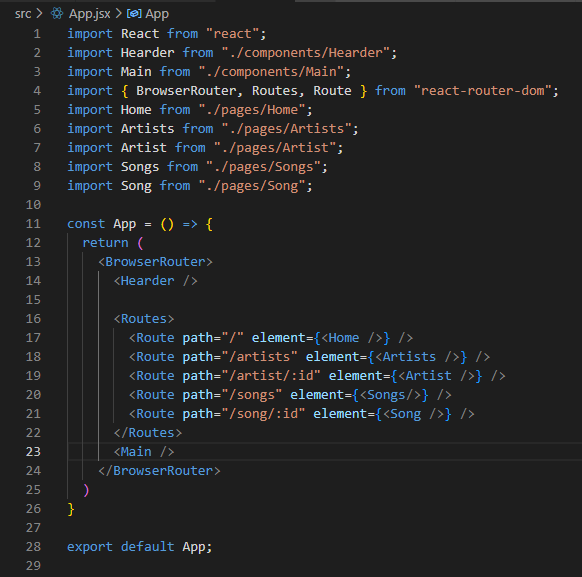 src > App.jsx > App
1 import React from "react";
2 import Hearder from "./components/Hearder";
3 import Main from "./components/Main";
4 import { BrowserRouter, Routes, Route } from "react-router-dom";
5 import Home from "./pages/Home";
6 import Artists from "./pages/Artists";
7 import Artist from "./pages/Artist";
8 import Songs from "./pages/Songs";
9 import Song from "./pages/Song";
10
11 const App = () => {
12   return (
13     <BrowserRouter>
14       <Hearder />
15
16       <Routes>
17         <Route path="/" element={<Home />} />
18         <Route path="/artists" element={<Artists />} />
19         <Route path="/artist/:id" element={<Artist />} />
20         <Route path="/songs" element={<Songs/>} />
21         <Route path="/song/:id" element={<Song />} />
22       </Routes>
23       <Main />
24     </BrowserRouter>
25   )
26 }
27
28 export default App;
29